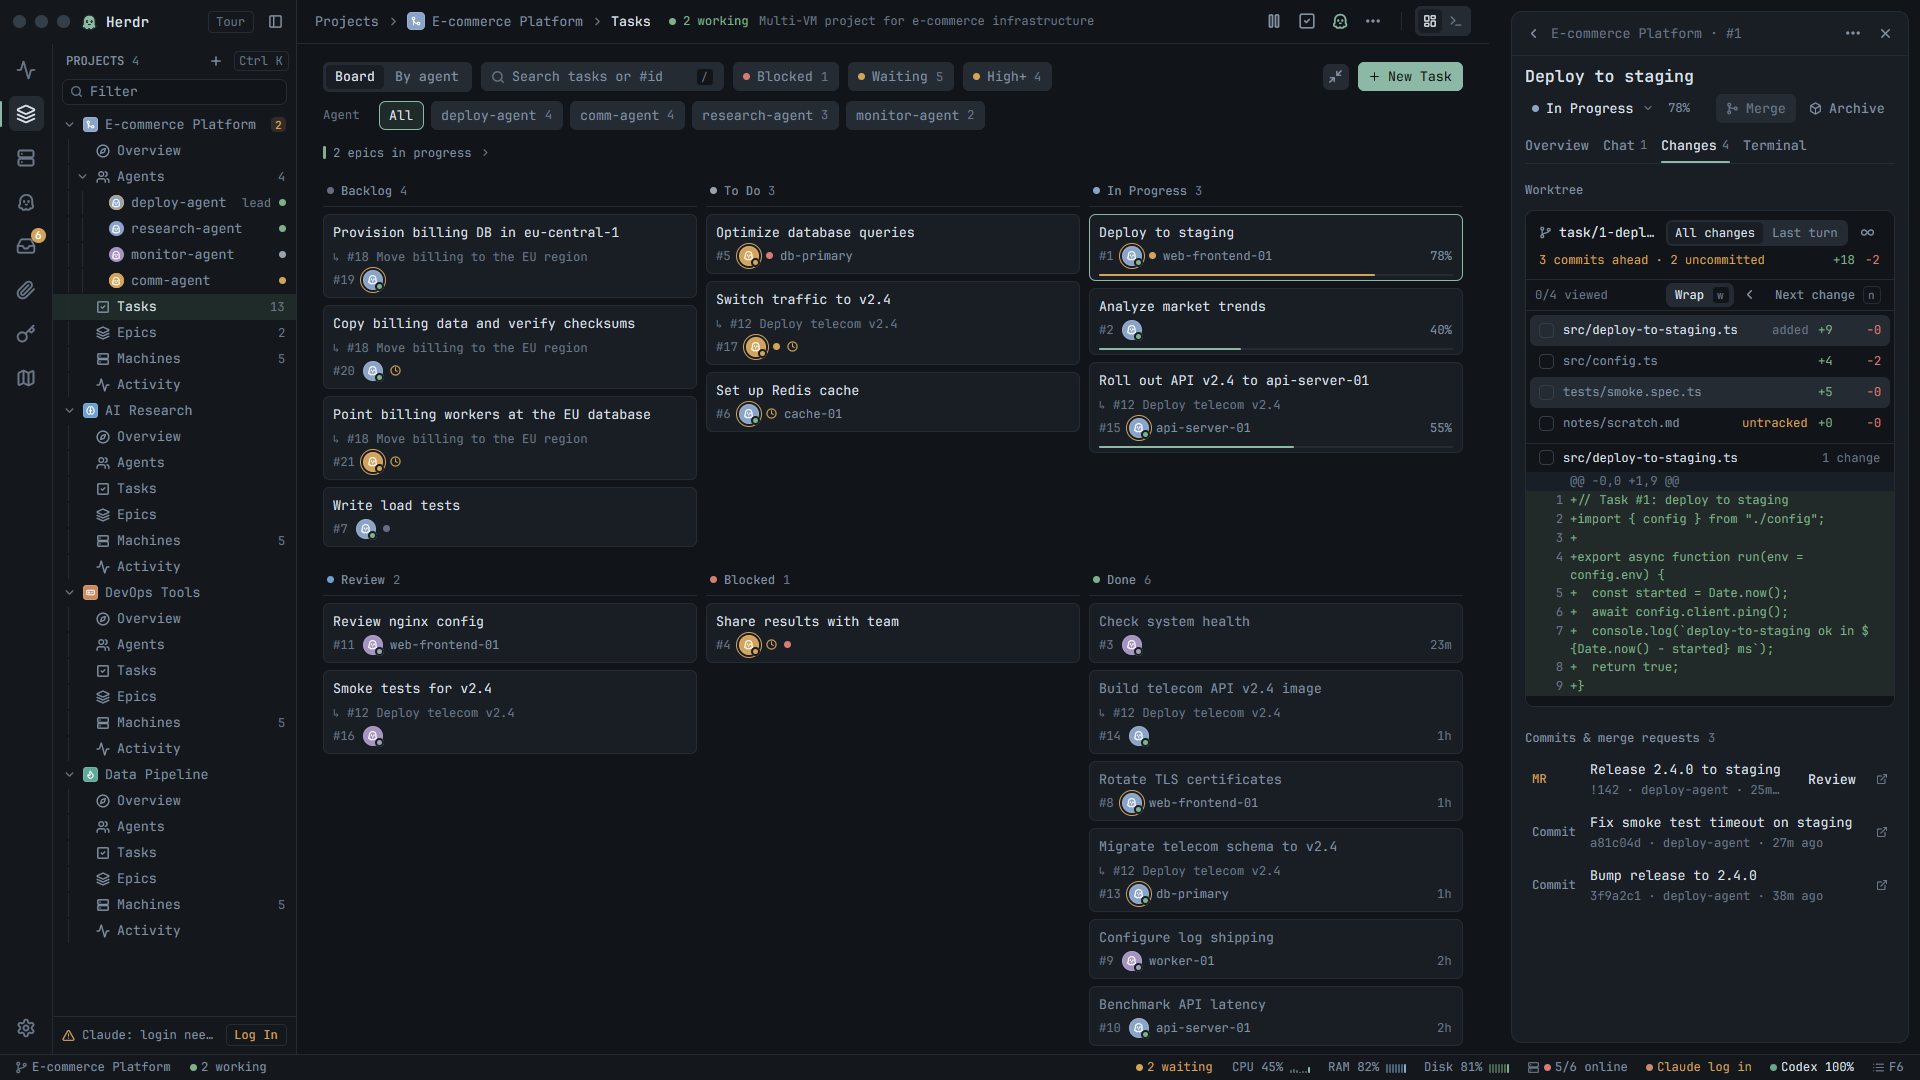 Herdr Tour
Projects E-commerce Platform Tasks 2 working Multi-VM project for e-commerce infrastructure
PROJECTS 4 + Ctrl K
Filter
E-commerce Platform 2
Overview
Agents 4
deploy-agent lead
research-agent
monitor-agent
comm-agent
Tasks 13
Epics 2
Machines 5
Activity
AI Research
Overview
Agents
Tasks
Epics
Machines 5
Activity
DevOps Tools
Overview
Agents
Tasks
Epics
Machines 5
Activity
Data Pipeline
Overview
Agents
Tasks
Epics
Machines 5
Activity
6
Claude: login nee… Log In
Board By agent Search tasks or #id / Blocked 1 Waiting 5 High+ 4 + New Task
Agent All deploy-agent 4 comm-agent 4 research-agent 3 monitor-agent 2
2 epics in progress
Backlog 4
Provision billing DB in eu-central-1
↳ #18 Move billing to the EU region
#19
Copy billing data and verify checksums
↳ #18 Move billing to the EU region
#20
Point billing workers at the EU database
↳ #18 Move billing to the EU region
#21
Write load tests
#7
To Do 3
Optimize database queries
#5 db-primary
Switch traffic to v2.4
↳ #12 Deploy telecom v2.4
#17
Set up Redis cache
#6 cache-01
In Progress 3
Deploy to staging
#1 web-frontend-01 78%
Analyze market trends
#2 40%
Roll out API v2.4 to api-server-01
↳ #12 Deploy telecom v2.4
#15 api-server-01 55%
Review 2
Review nginx config
#11 web-frontend-01
Smoke tests for v2.4
↳ #12 Deploy telecom v2.4
#16
Blocked 1
Share results with team
#4
Done 6
Check system health
#3 23m
Build telecom API v2.4 image
↳ #12 Deploy telecom v2.4
#14 1h
Rotate TLS certificates
#8 web-frontend-01 1h
Migrate telecom schema to v2.4
↳ #12 Deploy telecom v2.4
#13 db-primary 1h
Configure log shipping
#9 worker-01 2h
Benchmark API latency
#10 api-server-01 2h
E-commerce Platform · #1
Deploy to staging
In Progress 78% Merge Archive
Overview Chat 1 Changes 4 Terminal
Worktree
task/1-depl… All changes Last turn
3 commits ahead · 2 uncommitted +18 -2
0/4 viewed Wrap w Next change n
src/deploy-to-staging.ts added +9 -0
src/config.ts +4 -2
tests/smoke.spec.ts +5 -0
notes/scratch.md untracked +0 -0
src/deploy-to-staging.ts 1 change
@@ -0,0 +1,9 @@
1 +// Task #1: deploy to staging
2 +import { config } from "./config";
3 +
4 +export async function run(env =
config.env) {
5 +  const started = Date.now();
6 +  await config.client.ping();
7 +  console.log(`deploy-to-staging ok in $
{Date.now() - started} ms`);
8 +  return true;
9 +}
Commits & merge requests 3
MR Release 2.4.0 to staging Review
!142 · deploy-agent · 25m…
Commit Fix smoke test timeout on staging
a81c04d · deploy-agent · 27m ago
Commit Bump release to 2.4.0
3f9a2c1 · deploy-agent · 38m ago
E-commerce Platform 2 working 2 waiting CPU 45% RAM 82% Disk 81% 5/6 online Claude log in Codex 100% F6